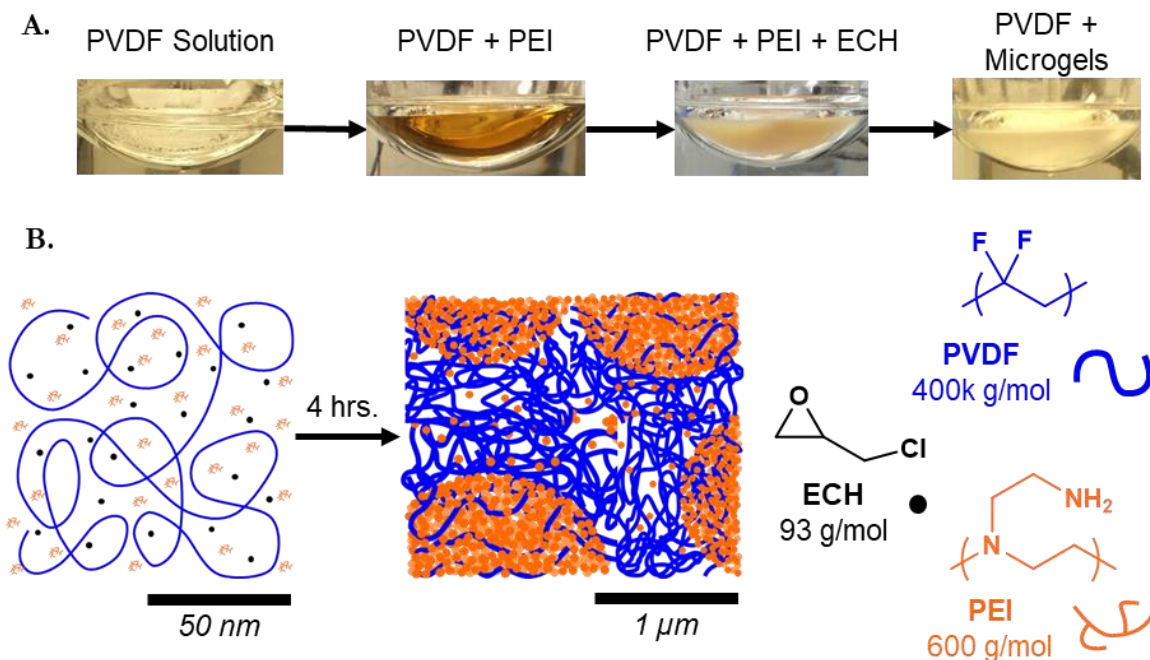 A.
PVDF Solution
PVDF + PEI
PVDF + PEI + ECH
PVDF +
Microgels
B.
4 hrs.
50 nm
1 µm
O
Cl
ECH
93 g/mol
F F
PVDF
400k g/mol
NH2
N
PEI
600 g/mol